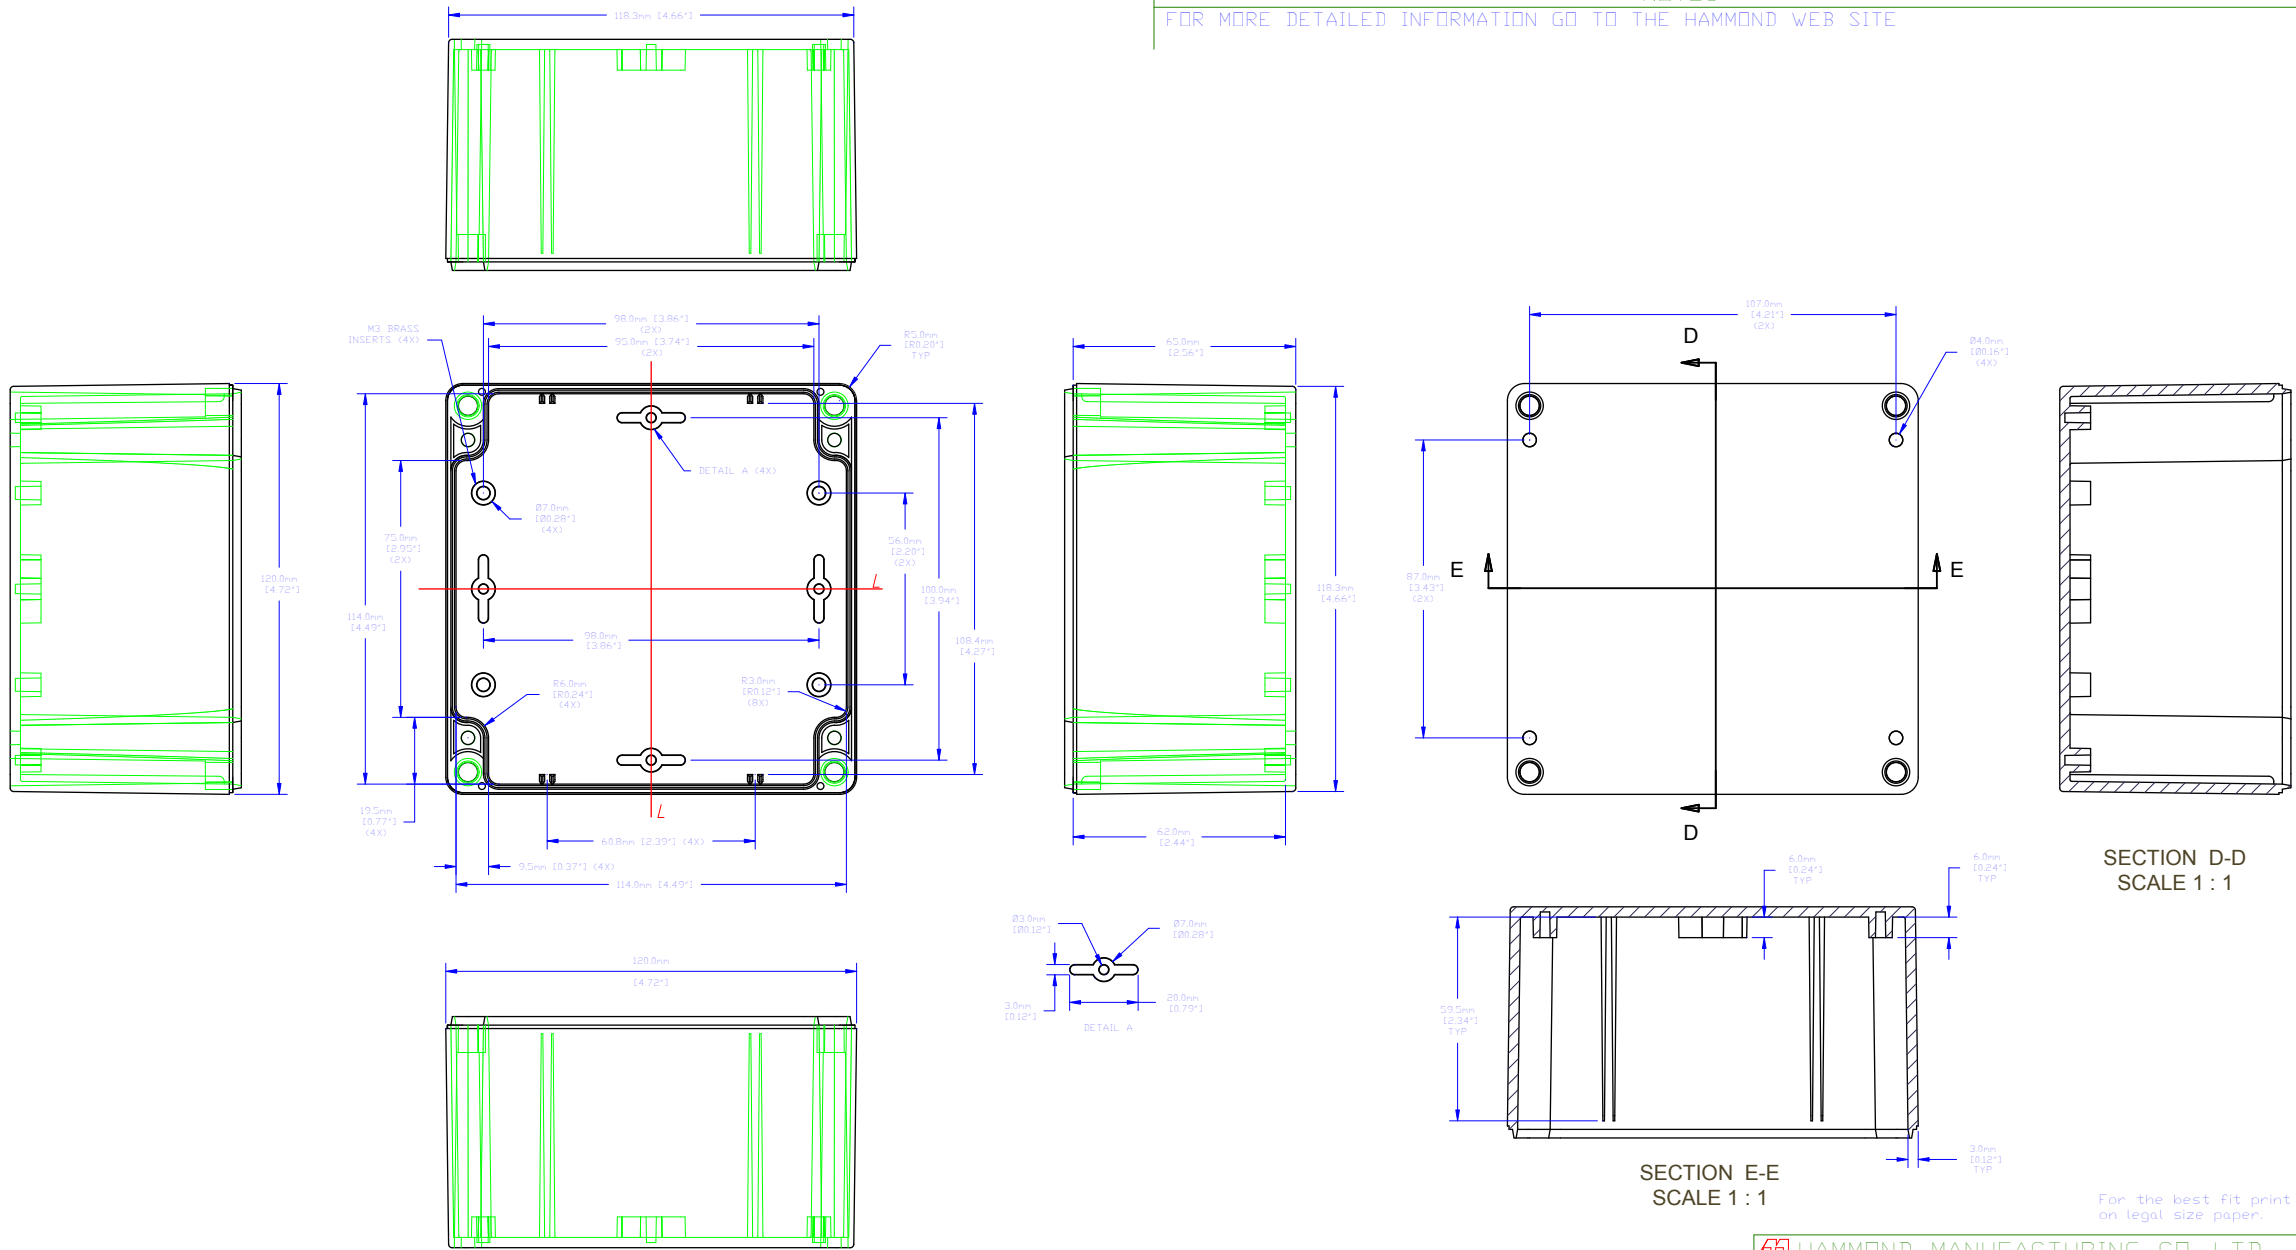 118.3mm [4.66"]
FOR MORE DETAILED INFORMATION GO TO THE HAMMOND WEB SITE
M3 BRASS
INSERTS (4X)
98.0mm [3.86"]
(2X)
95.0mm [3.74"]
(2X)
R5.0mm
[R0.20"]
TYP
DETAIL A (4X)
Ø7.0mm
[Ø0.28"]
(4X)
75.0mm
[2.95"]
(2X)
56.0mm
[2.20"]
(2X)
120.0mm
[4.72"]
114.0mm
[4.49"]
100.0mm
[3.94"]
98.0mm
[3.86"]
108.4mm
[4.27"]
R6.0mm
[R0.24"]
(4X)
R3.0mm
[R0.12"]
(8X)
L
L
19.5mm
[0.77"]
(4X)
60.8mm [2.39"] (4X)
9.5mm [0.37"] (4X)
114.0mm [4.49"]
65.0mm
[2.56"]
118.3mm
[4.66"]
62.0mm
[2.44"]
107.0mm
[4.21"]
(2X)
Ø4.0mm
[Ø0.16"]
(4X)
D
E
E
87.0mm
[3.43"]
(2X)
D
SECTION D-D
SCALE 1 : 1
120.0mm
[4.72"]
Ø3.0mm
[Ø0.12"]
Ø7.0mm
[Ø0.28"]
3.0mm
[0.12"]
20.0mm
[0.79"]
DETAIL A
6.0mm
[0.24"]
TYP
6.0mm
[0.24"]
TYP
59.5mm
[2.34"]
TYP
3.0mm
[0.12"]
TYP
SECTION E-E
SCALE 1 : 1
For the best fit print
on legal size paper.
HAMMOND MANUFACTURING CO. LTD.